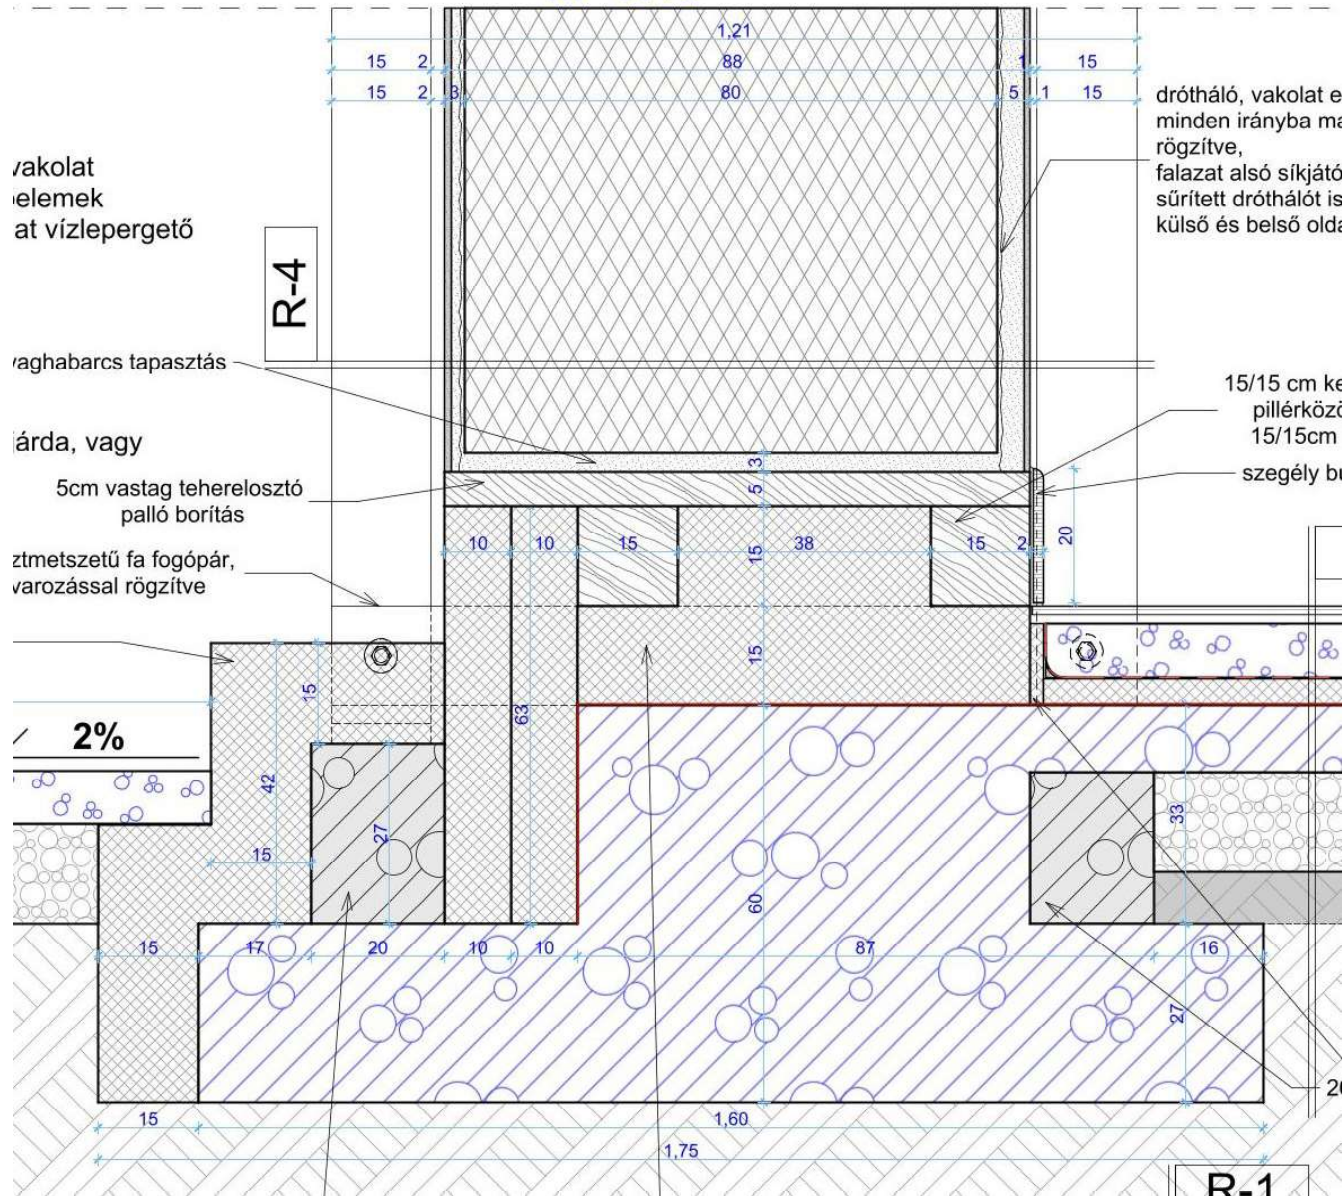 1,21
15 2 88 1 15
15 2 3 80 5 1 15
drótháló, vakolat e
minden irányba ma
rögzítve,
falazat alsó síkjátó
sűrített dróthálót is
külső és belső olda
vakolat
elemek
at vízlepergető
R-4
aghabarcs tapasztás
15/15 cm ke
pillérközö
15/15cm
szegély bu
járda, vagy
5cm vastag teherelosztó
palló borítás
ztmetszetű fa fogópár,
varozással rögzítve
3
5
10 10 15 15 38 15 2 20
15
15
63
2%
42
27
15
33
60
15 17 20 10 10 87 16
27
20
15 1,60
1,75
R-1